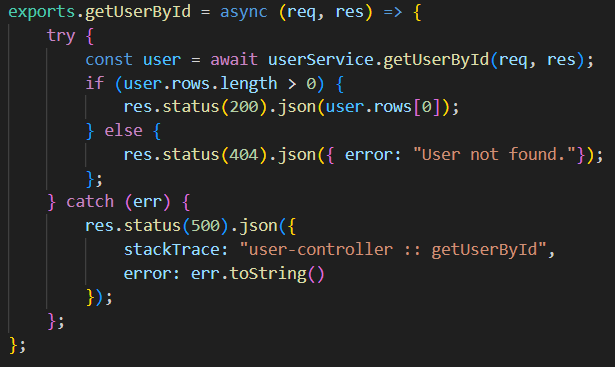 exports.getUserById = async (req, res) => {
    try {
        const user = await userService.getUserById(req, res);
        if (user.rows.length > 0) {
            res.status(200).json(user.rows[0]);
        } else {
            res.status(404).json({ error: "User not found."});
        };
    } catch (err) {
        res.status(500).json({
            stackTrace: "user-controller :: getUserById",
            error: err.toString()
        });
    };
};